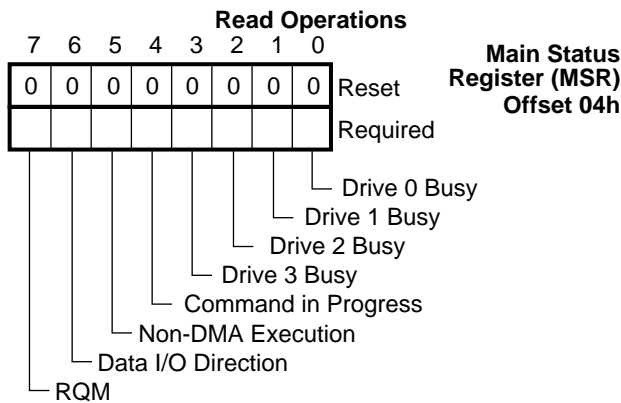 Read Operations
7 6 5 4 3 2 1 0
Main Status
Register (MSR)
Offset 04h
0 0 0 0 0 0 0 0 Reset
Required
Drive 0 Busy
Drive 1 Busy
Drive 2 Busy
Drive 3 Busy
Command in Progress
Non-DMA Execution
Data I/O Direction
RQM